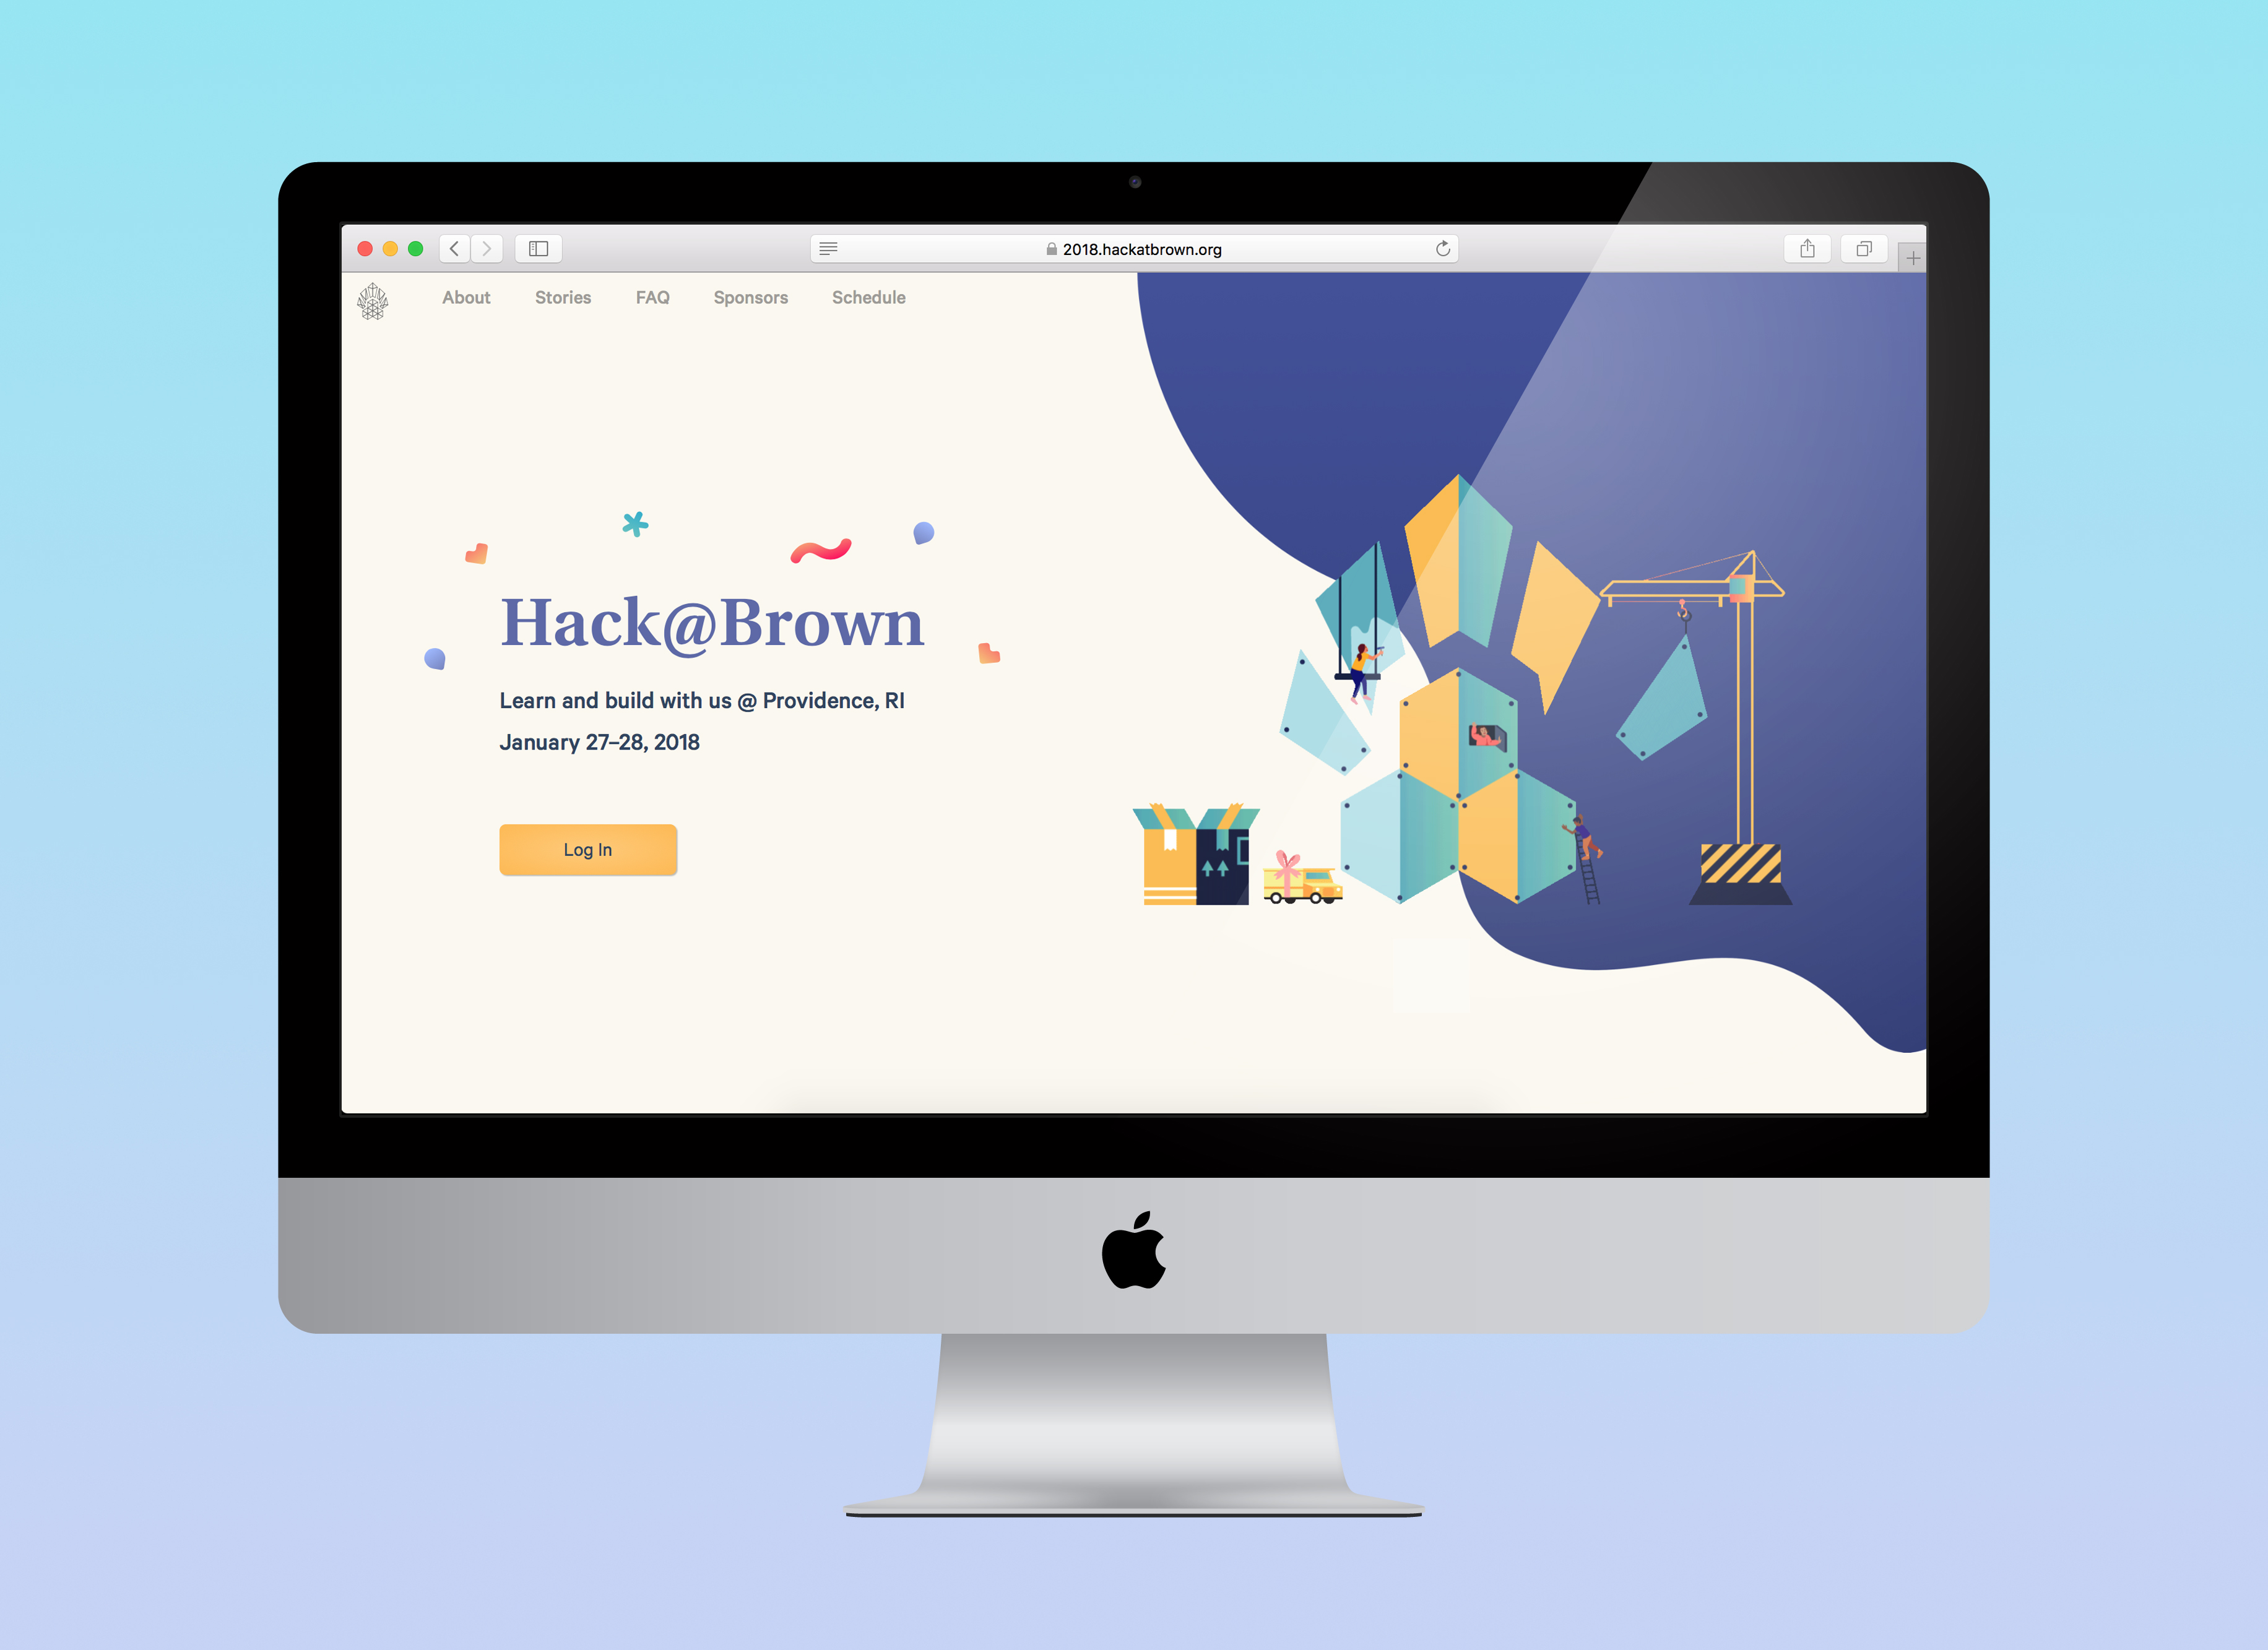 2018.hackatbrown.org
About Stories FAQ Sponsors Schedule
Hack@Brown
Learn and build with us @ Providence, RI
January 27–28, 2018
Log In